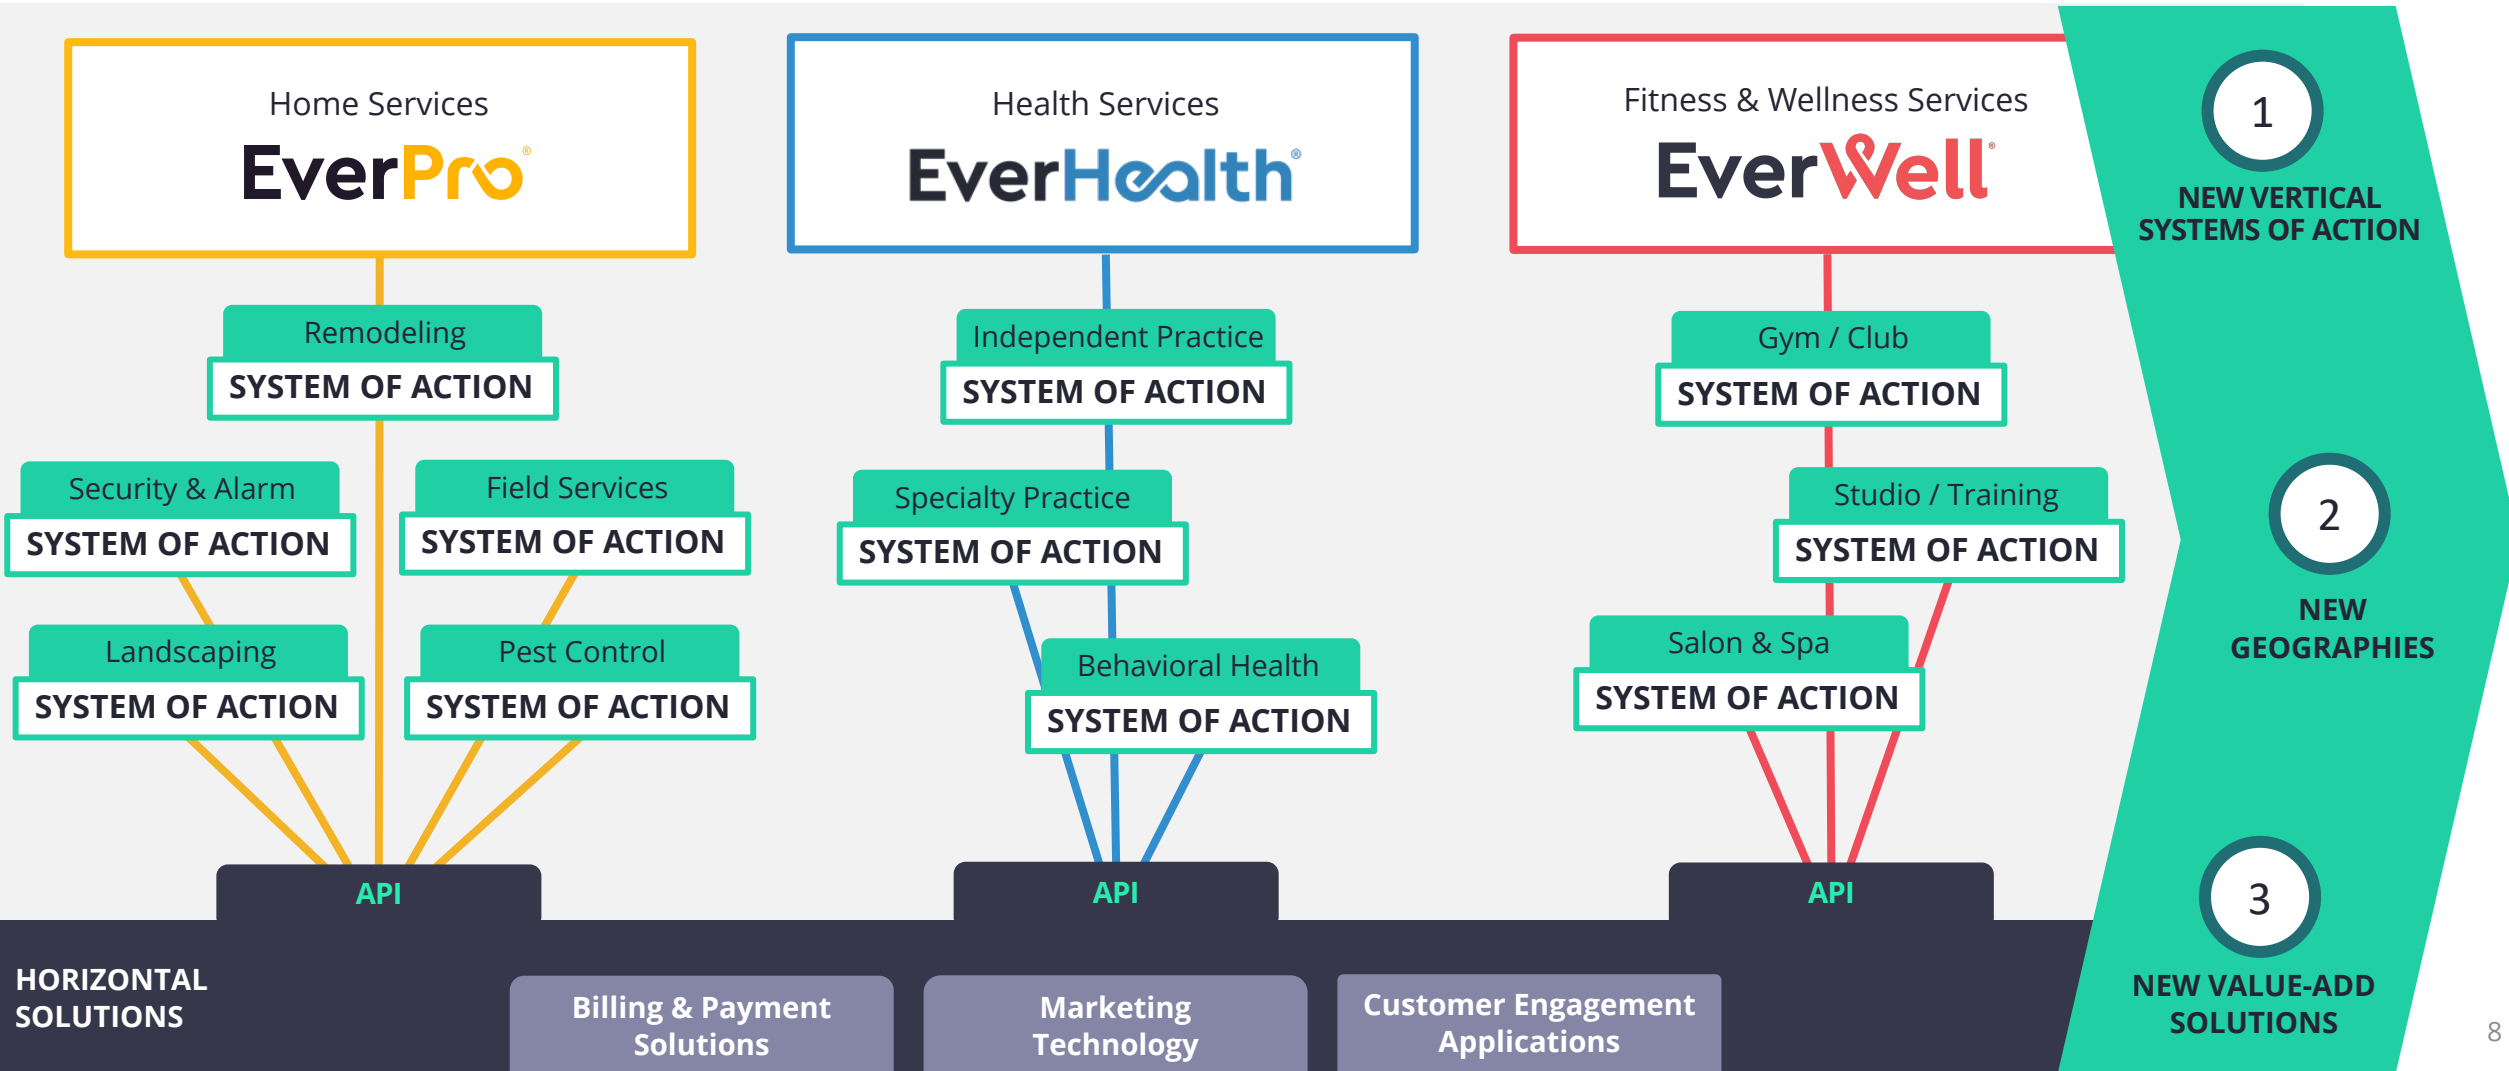 Home Services
EverPro®
Remodeling
SYSTEM OF ACTION
Security & Alarm
SYSTEM OF ACTION
Field Services
SYSTEM OF ACTION
Landscaping
SYSTEM OF ACTION
Pest Control
SYSTEM OF ACTION
API
Health Services
EverHealth®
Independent Practice
SYSTEM OF ACTION
Specialty Practice
SYSTEM OF ACTION
Behavioral Health
SYSTEM OF ACTION
API
Fitness & Wellness Services
EverWell®
Gym / Club
SYSTEM OF ACTION
Studio / Training
SYSTEM OF ACTION
Salon & Spa
SYSTEM OF ACTION
API
HORIZONTAL
SOLUTIONS
Billing & Payment
Solutions
Marketing
Technology
Customer Engagement
Applications
1
NEW VERTICAL
SYSTEMS OF ACTION
2
NEW
GEOGRAPHIES
3
NEW VALUE-ADD
SOLUTIONS
8